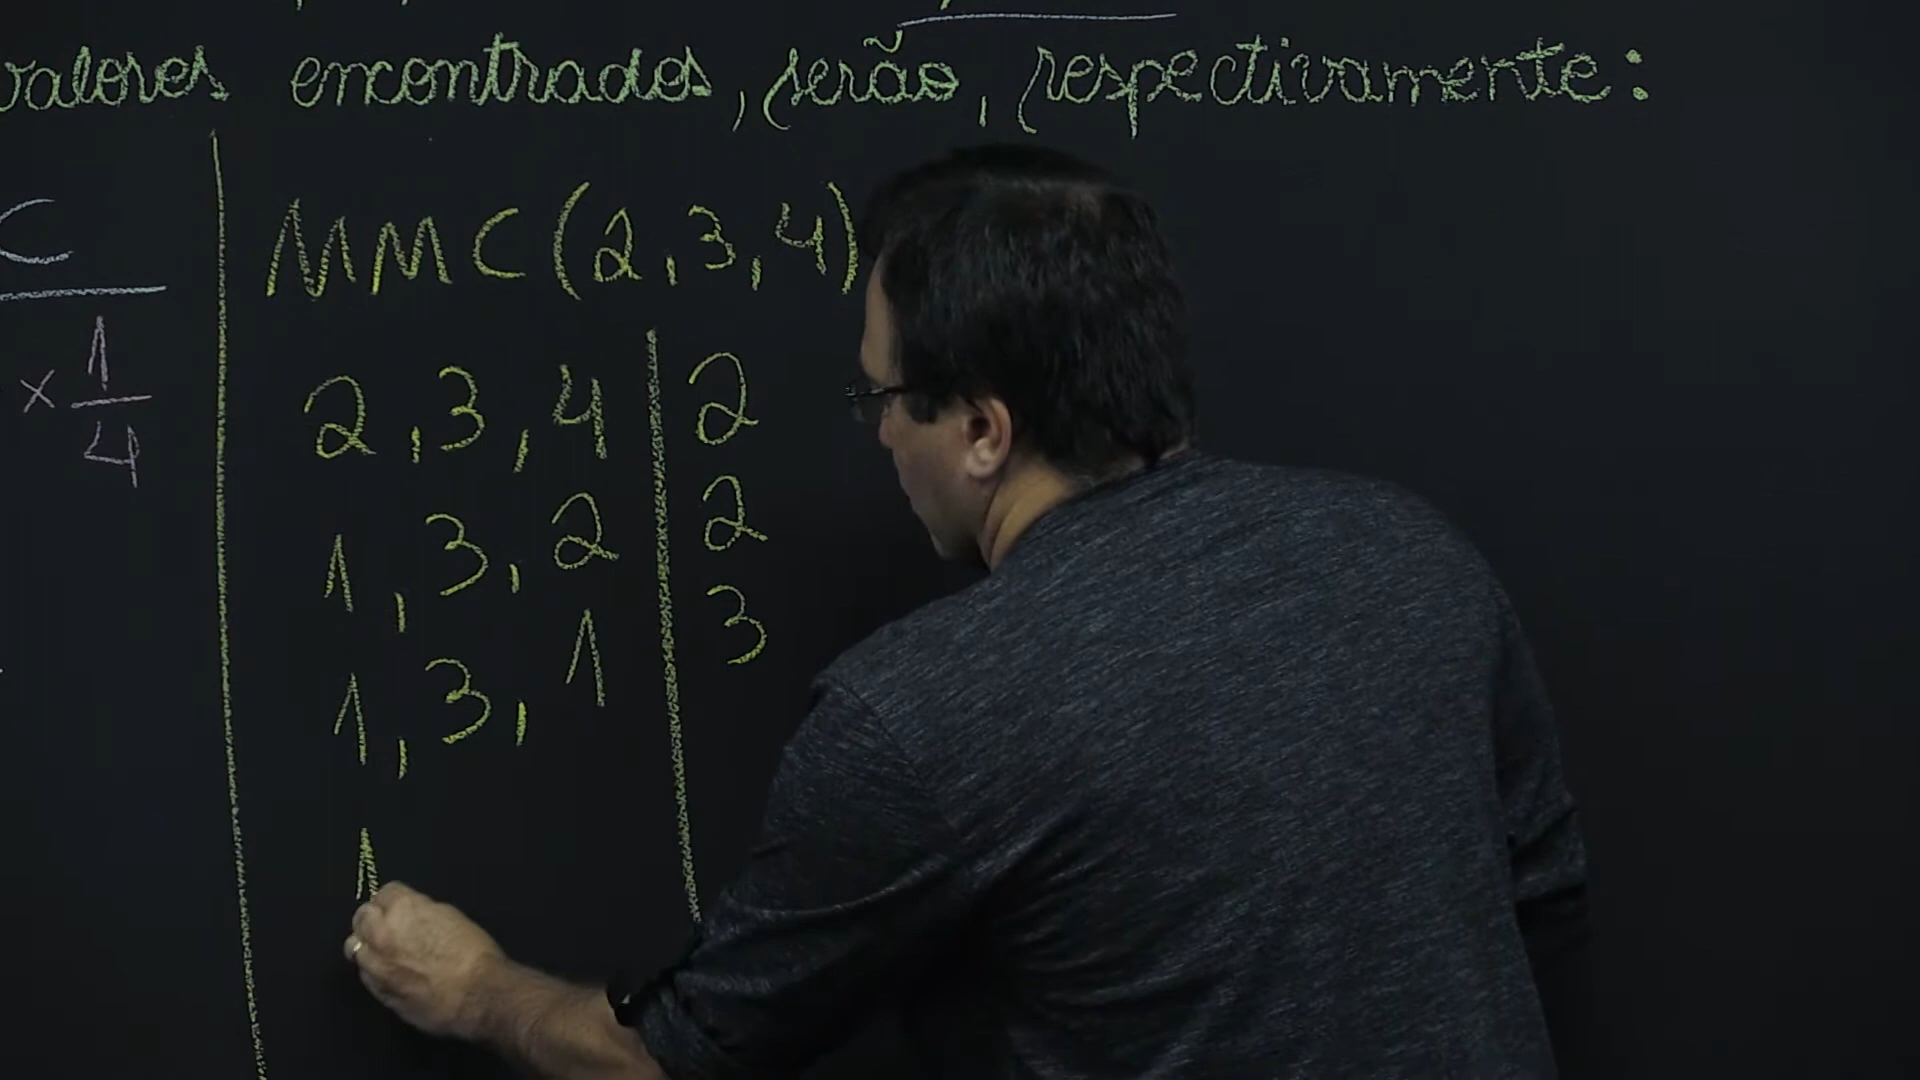 valores encontrados, serão, respectivamente:
C
x 1/4
MMC(2,3,4)
2,3,4 | 2
1,3,2 | 2
1,3,1 | 3
1